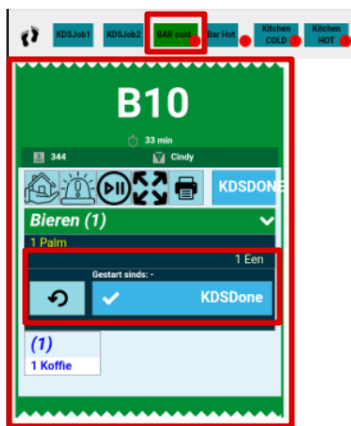 KDSJob1
KDSJob2
BAR cold
Bar Hot
Kitchen COLD
Kitchen HOT
B10
33 min
344
Cindy
KDSDONE
Bieren (1)
1 Palm
1 Een
Gestart sinds: -
KDSDone
(1)
1 Koffie